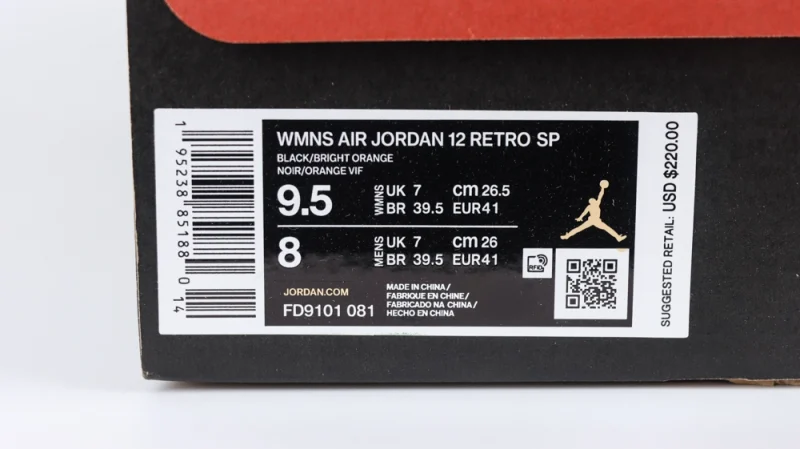 WMNS AIR JORDAN 12 RETRO SP
BLACK/BRIGHT ORANGE
NOIR/ORANGE VIF
9.5 WMNS UK 7 cm 26.5
BR 39.5 EUR41
8 MENS UK 7 cm 26
BR 39.5 EUR41
JORDAN.COM
FD9101 081
MADE IN CHINA/
FABRIQUE EN CHINE/
FABRICADO NA CHINA/
HECHO EN CHINA
RFID
1 95238 85188 0 14
SUGGESTED RETAIL: USD $220.00